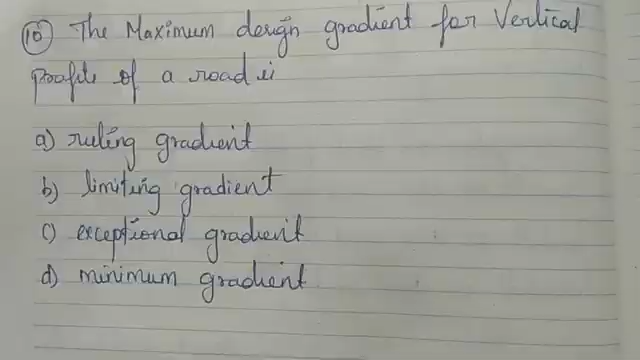 10) The Maximum design gradient for Vertical
profile of a road is
a) ruling gradient
b) limiting gradient
c) exceptional gradient
d) minimum gradient